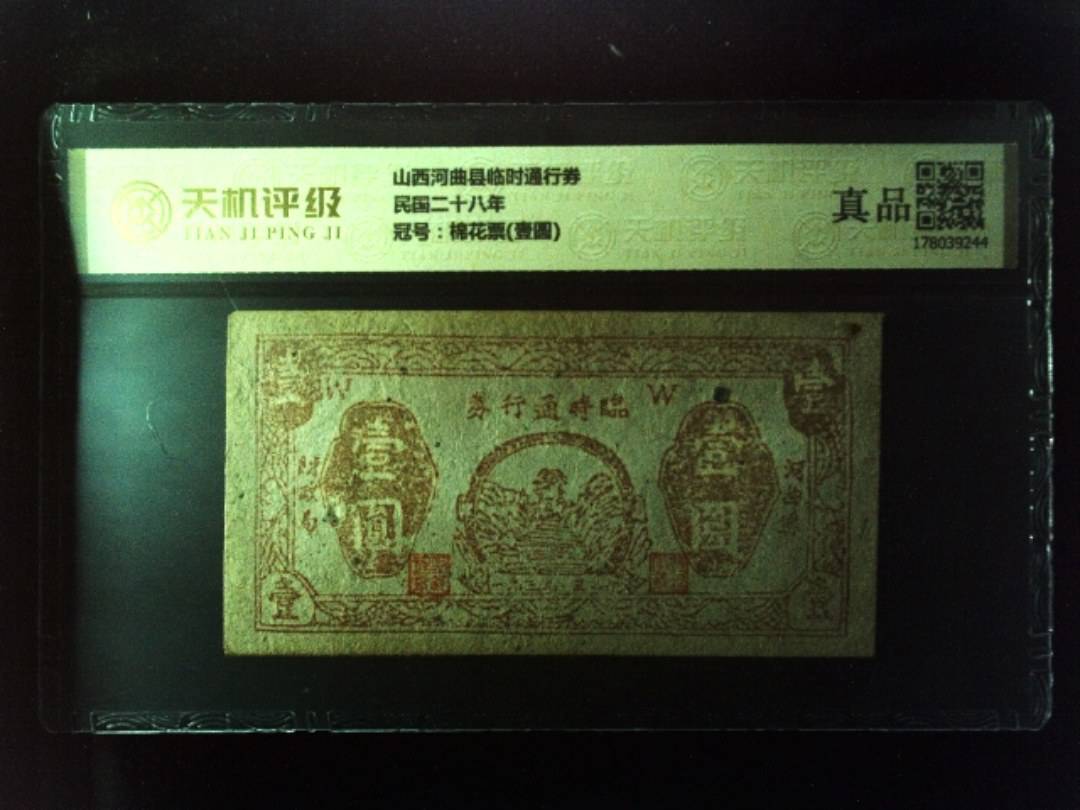 天机评级
TIAN JI PING JI
山西河曲县临时通行券
民国二十八年
冠号：棉花票(壹圆)
真品
178039244
壹
壹
W
W
券行通時臨
壹圓
壹圓
壹
壹